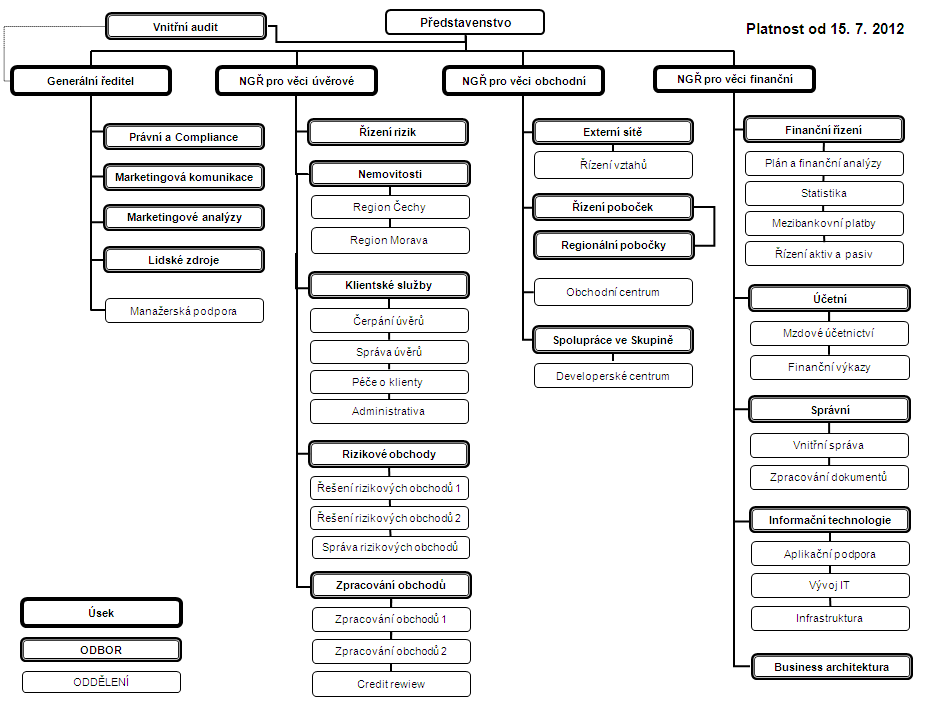 Vnitřní audit
Představenstvo
Platnost od 15. 7. 2012
Generální ředitel
NGŘ pro věci úvěrové
NGŘ pro věci obchodní
NGŘ pro věci finanční
Právní a Compliance
Marketingová komunikace
Marketingové analýzy
Lidské zdroje
Manažerská podpora
Řízení rizik
Nemovitosti
Region Čechy
Region Morava
Klientské služby
Čerpání úvěrů
Správa úvěrů
Péče o klienty
Administrativa
Rizikové obchody
Řešení rizikových obchodů 1
Řešení rizikových obchodů 2
Správa rizikových obchodů
Zpracování obchodů
Zpracování obchodů 1
Zpracování obchodů 2
Credit rewiew
Externí sítě
Řízení vztahů
Řízení poboček
Regionální pobočky
Obchodní centrum
Spolupráce ve Skupině
Developerské centrum
Finanční řízení
Plán a finanční analýzy
Statistika
Mezibankovní platby
Řízení aktiv a pasiv
Účetní
Mzdové účetnictví
Finanční výkazy
Správní
Vnitřní správa
Zpracování dokumentů
Informační technologie
Aplikační podpora
Vývoj IT
Infrastruktura
Business architektura
Úsek
ODBOR
ODDĚLENÍ